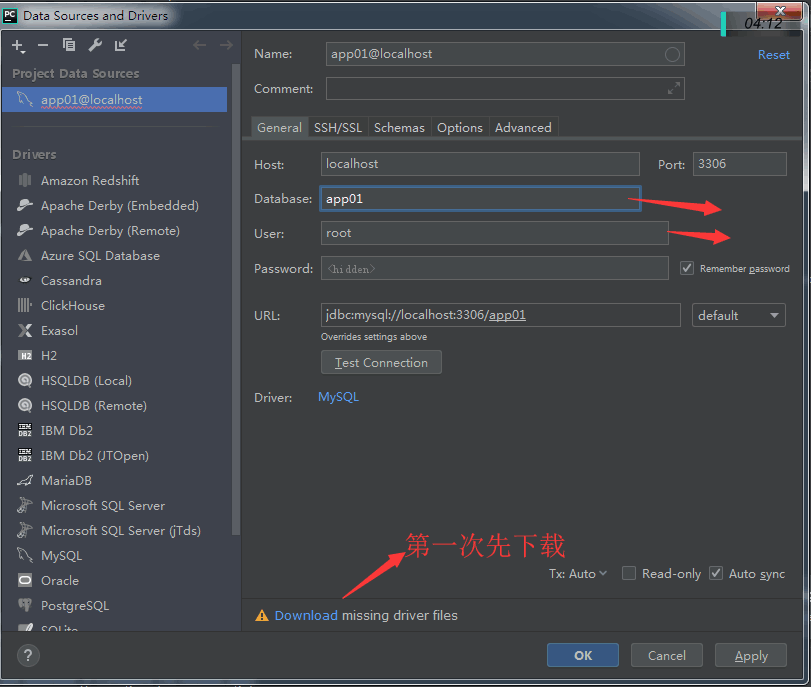 PC Data Sources and Drivers
04:12
Project Data Sources
app01@localhost
Drivers
Amazon Redshift
Apache Derby (Embedded)
Apache Derby (Remote)
Azure SQL Database
Cassandra
ClickHouse
Exasol
H2 H2
HSQLDB (Local)
HSQLDB (Remote)
IBM DB2 IBM Db2
IBM DB2 IBM Db2 (JTOpen)
MariaDB
Microsoft SQL Server
Microsoft SQL Server (jTds)
MySQL
Oracle
PostgreSQL
SQLite
?
Name: app01@localhost Reset
Comment:
General SSH/SSL Schemas Options Advanced
Host: localhost Port: 3306
Database: app01
User: root
Password: <hidden> Remember password
URL: jdbc:mysql://localhost:3306/app01 default
Overrides settings above
Test Connection
Driver: MySQL
第一次先下载
Tx: Auto Read-only Auto sync
Download missing driver files
OK Cancel Apply